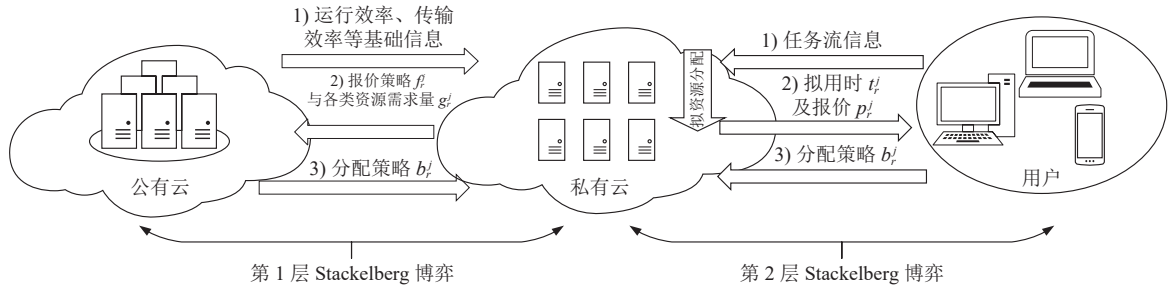 1) 运行效率、传输
效率等基础信息
2) 报价策略 f_r^j
与各类资源需求量 g_r^j
3) 分配策略 b_r^j
公有云
私有云
拟资源分配
1) 任务流信息
2) 拟用时 t_r^j
及报价 p_r^j
3) 分配策略 b_r^j
用户
第 1 层 Stackelberg 博弈
第 2 层 Stackelberg 博弈